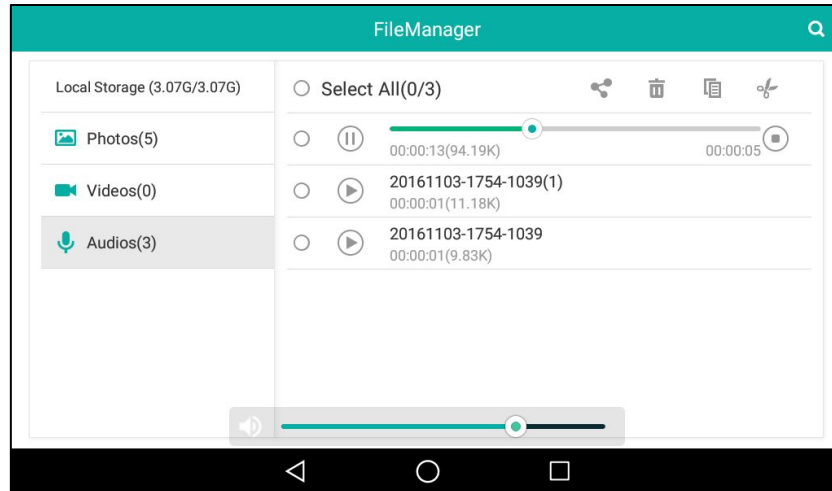 FileManager
Local Storage (3.07G/3.07G)
Photos(5)
Videos(0)
Audios(3)
Select All(0/3)
00:00:13(94.19K) 00:00:05
20161103-1754-1039(1)
00:00:01(11.18K)
20161103-1754-1039
00:00:01(9.83K)